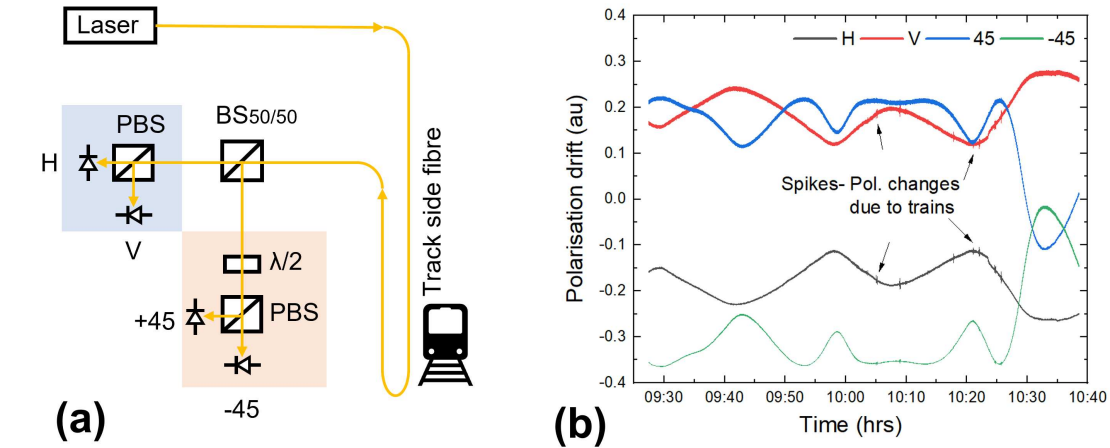 Laser
PBS
BS50/50
H
V
λ/2
PBS
+45
-45
Track side fibre
(a)
H V 45 -45
Polarisation drift (au)
0.4
0.3
0.2
0.1
0.0
-0.1
-0.2
-0.3
-0.4
Spikes- Pol. changes
due to trains
09:30 09:40 09:50 10:00 10:10 10:20 10:30 10:40
Time (hrs)
(b)